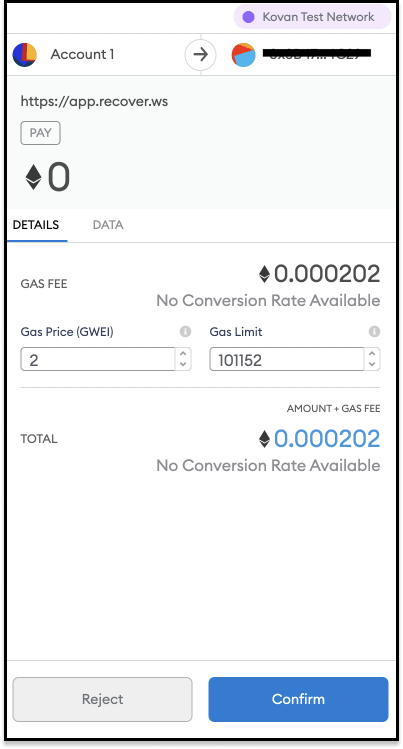 Kovan Test Network
Account 1
https://app.recover.ws
PAY
0
DETAILS DATA
GAS FEE
0.000202
No Conversion Rate Available
Gas Price (GWEI) Gas Limit
2 101152
AMOUNT + GAS FEE
TOTAL
0.000202
No Conversion Rate Available
Reject Confirm